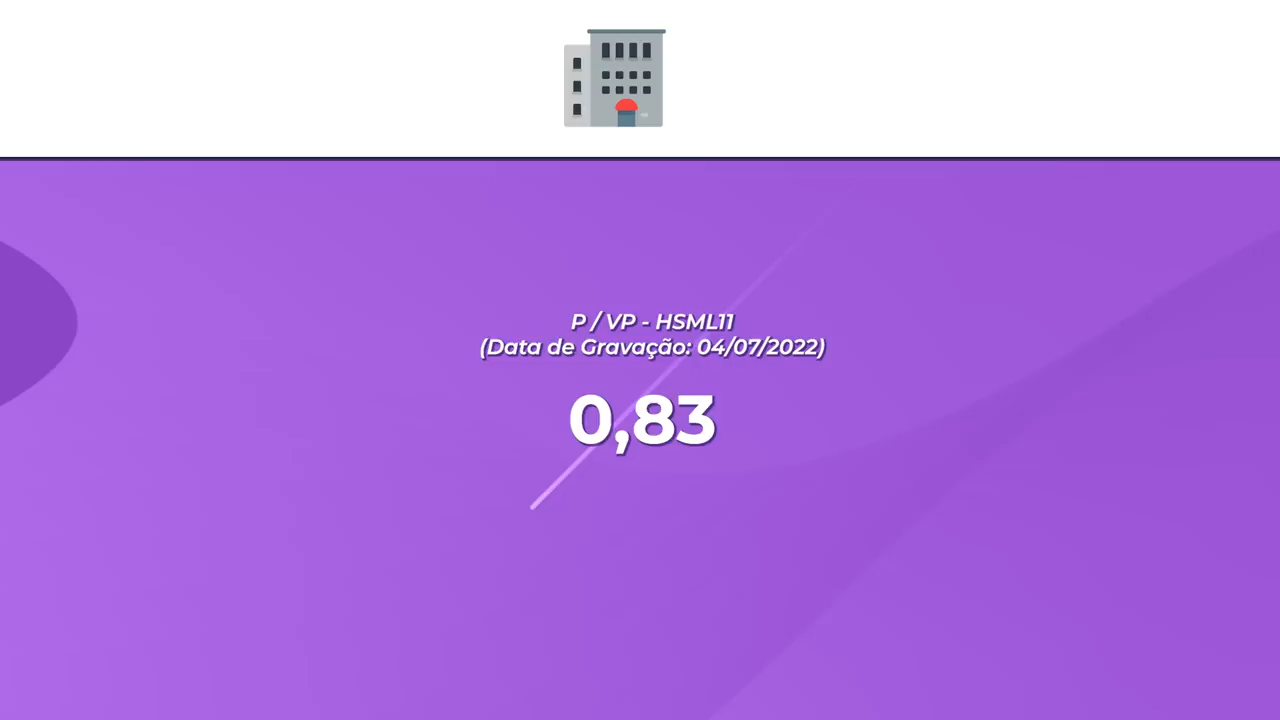 P / VP - HSML11
(Data de Gravação: 04/07/2022)
0,83